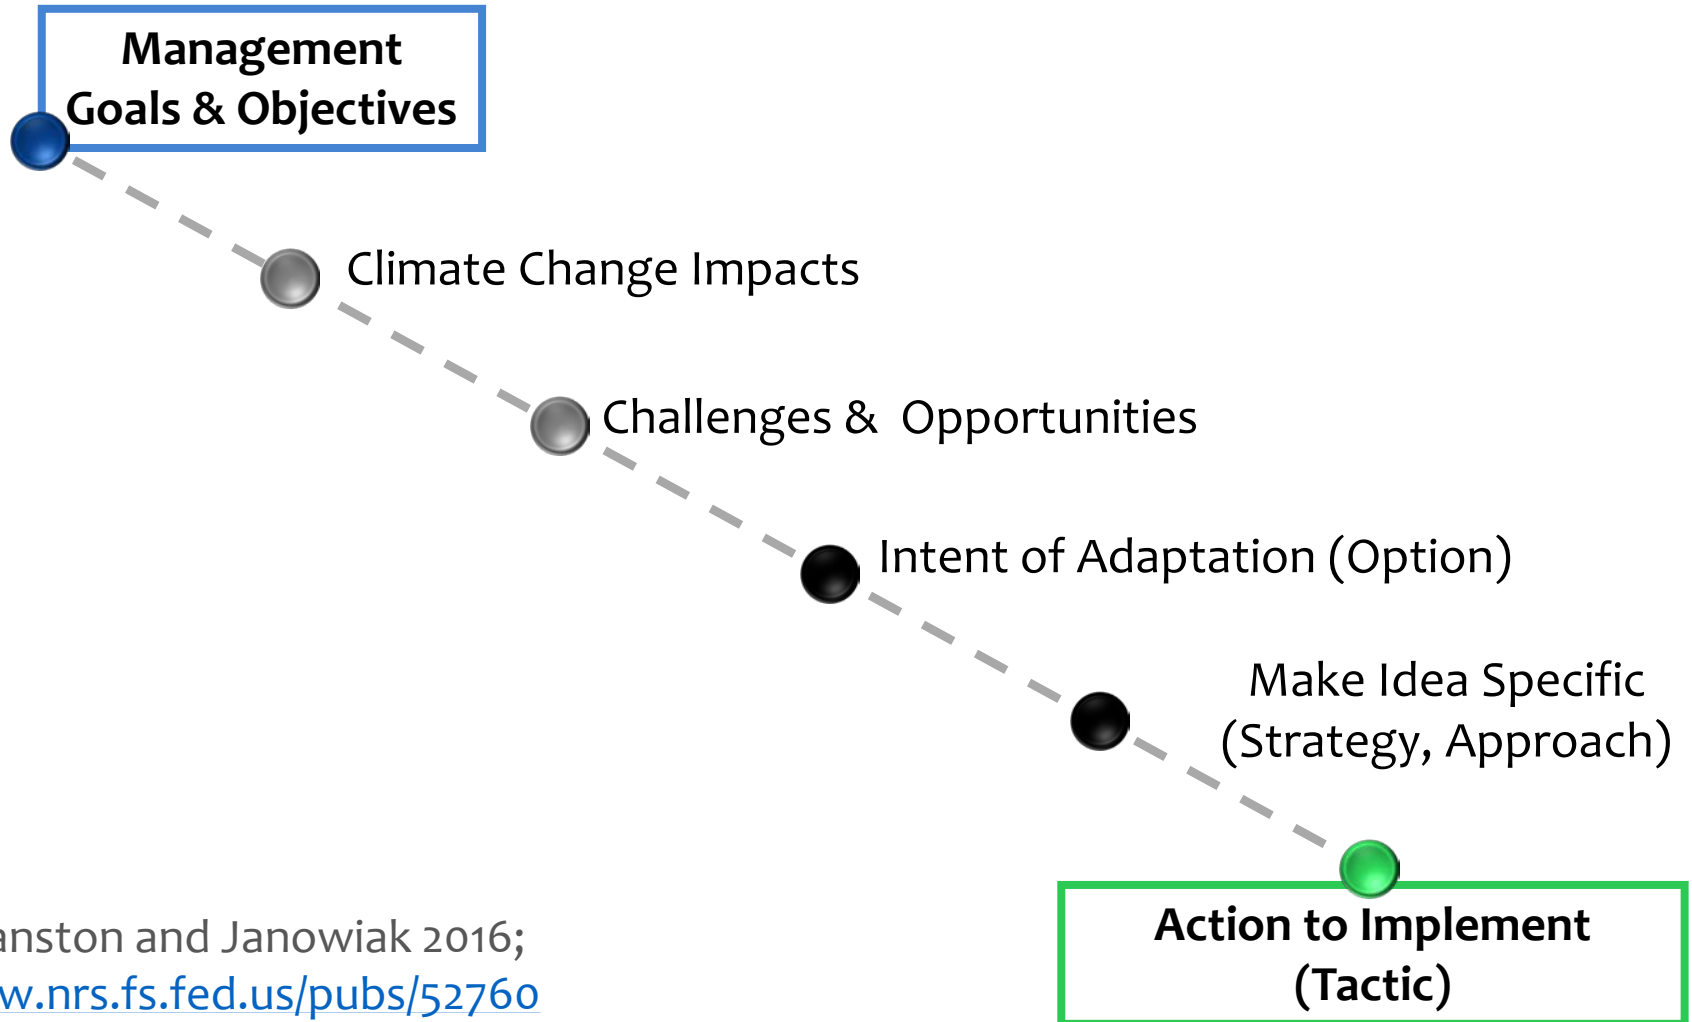 Management
Goals & Objectives
Climate Change Impacts
Challenges & Opportunities
Intent of Adaptation (Option)
Make Idea Specific
(Strategy, Approach)
Action to Implement
(Tactic)
anston and Janowiak 2016;
w.nrs.fs.fed.us/pubs/52760